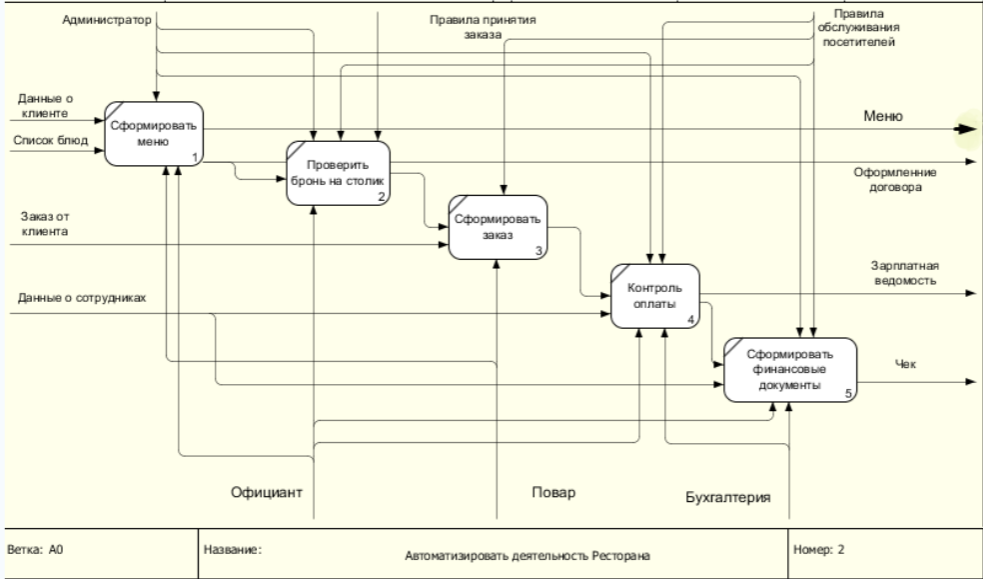 Администратор
Правила принятия
заказа
Правила
обслуживания
посетителей
Данные о
клиенте
Список блюд
Сформировать
меню
1
Меню
Проверить
бронь на столик
2
Оформленние
договора
Заказ от
клиента
Сформировать
заказ
3
Данные о сотрудниках
Контроль
оплаты
4
Зарплатная
ведомость
Сформировать
финансовые
документы
5
Чек
Официант
Повар
Бухгалтерия
Ветка: A0
Название:
Автоматизировать деятельность Ресторана
Номер: 2